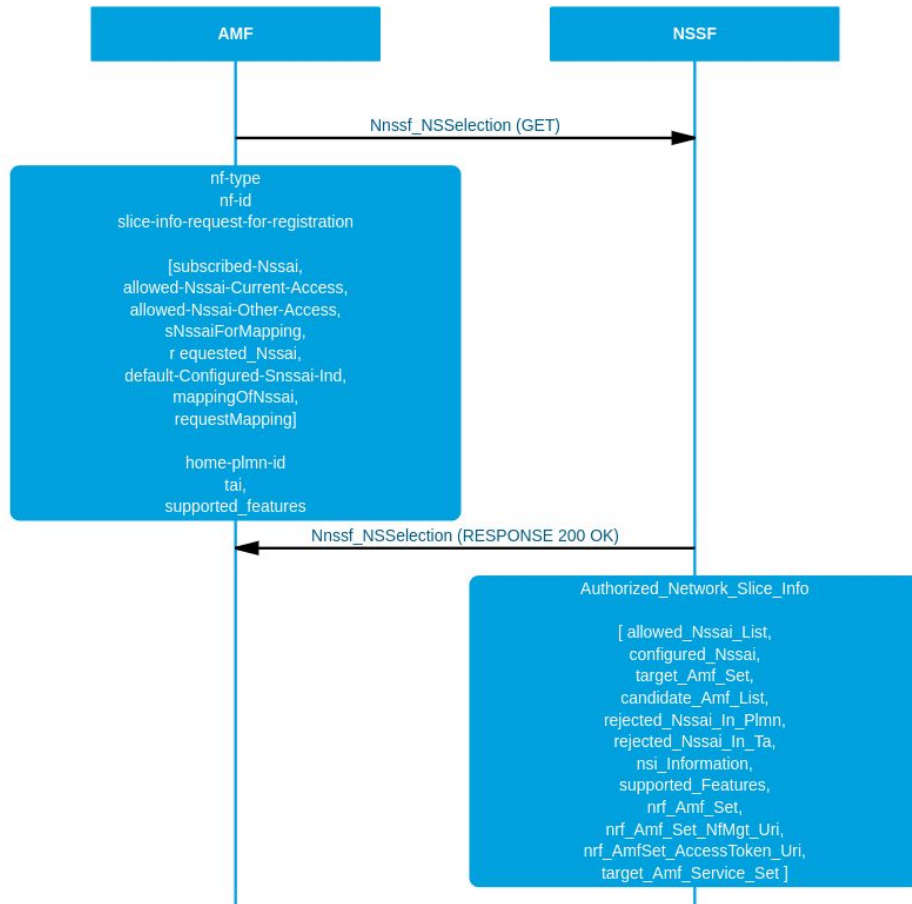 AMF
NSSF
Nnssf_NSSelection (GET)
nf-type
nf-id
slice-info-request-for-registration
[subscribed-Nssai,
allowed-Nssai-Current-Access,
allowed-Nssai-Other-Access,
sNssaiForMapping,
r equested_Nssai,
default-Configured-Snssai-Ind,
mappingOfNssai,
requestMapping]
home-plmn-id
tai,
supported_features
Nnssf_NSSelection (RESPONSE 200 OK)
Authorized_Network_Slice_Info
[ allowed_Nssai_List,
configured_Nssai,
target_Amf_Set,
candidate_Amf_List,
rejected_Nssai_In_Plmn,
rejected_Nssai_In_Ta,
nsi_Information,
supported_Features,
nrf_Amf_Set,
nrf_Amf_Set_NfMgt_Uri,
nrf_AmfSet_AccessToken_Uri,
target_Amf_Service_Set ]